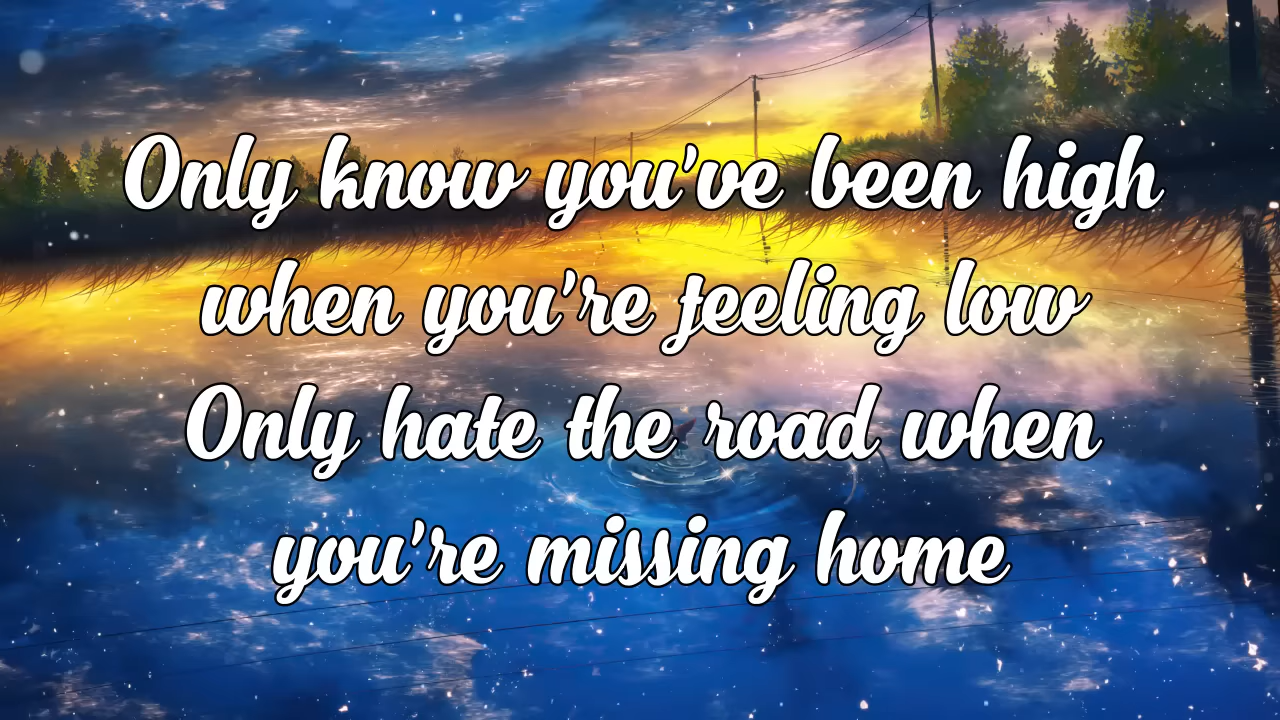 Only know you've been high
when you're feeling low
Only hate the road when
you're missing home